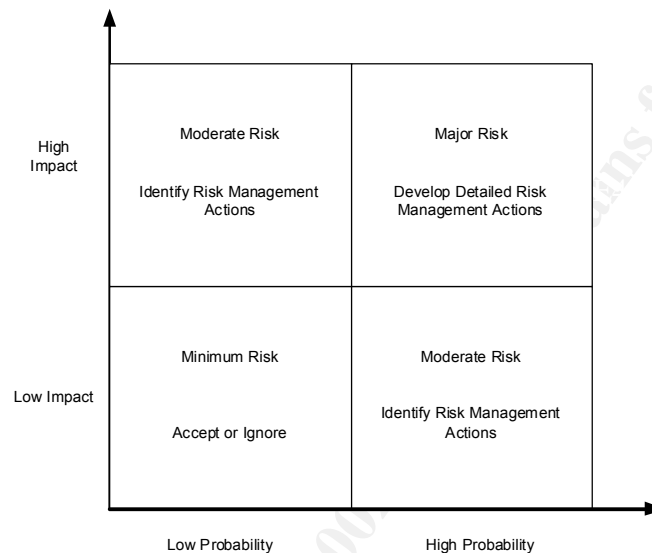 High
Impact
Moderate Risk
Identify Risk Management
Actions
Major Risk
Develop Detailed Risk
Management Actions
Low Impact
Minimum Risk
Accept or Ignore
Moderate Risk
Identify Risk Management
Actions
Low Probability
High Probability